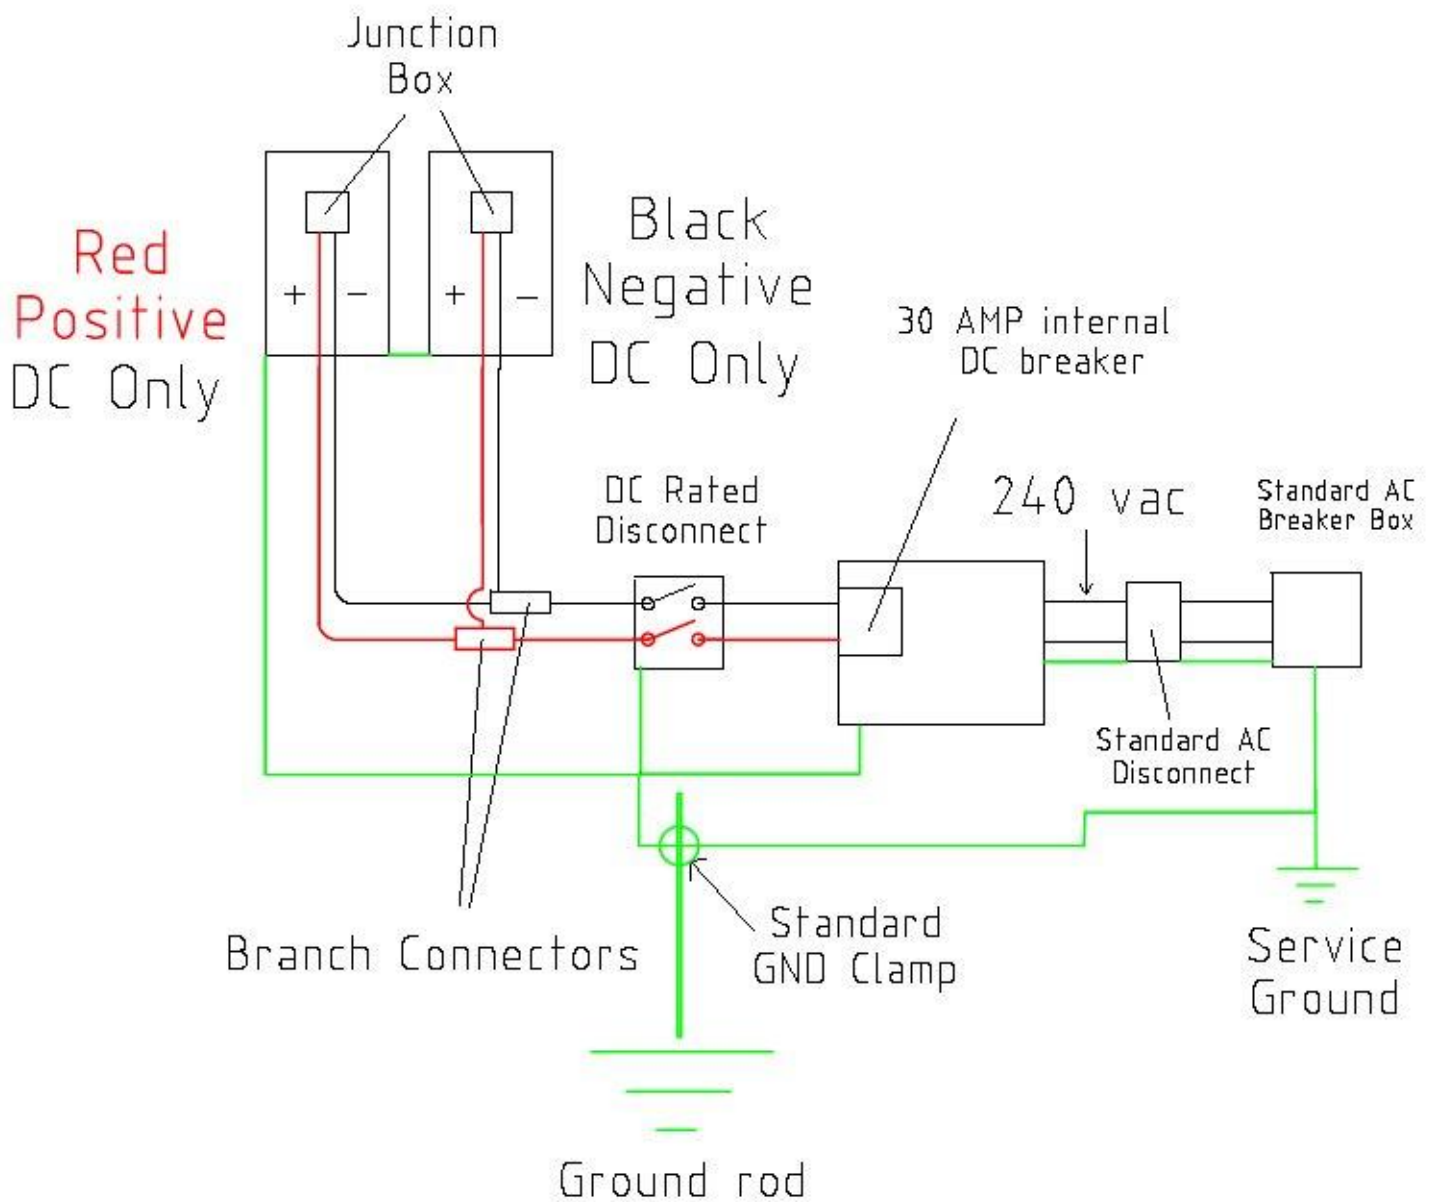 Junction
Box
Red
Positive
DC Only
Black
Negative
DC Only
+ -
+ -
30 AMP internal
DC breaker
DC Rated
Disconnect
240 vac
Standard AC
Breaker Box
Standard AC
Disconnect
Branch Connectors
Standard
GND Clamp
Service
Ground
Ground rod